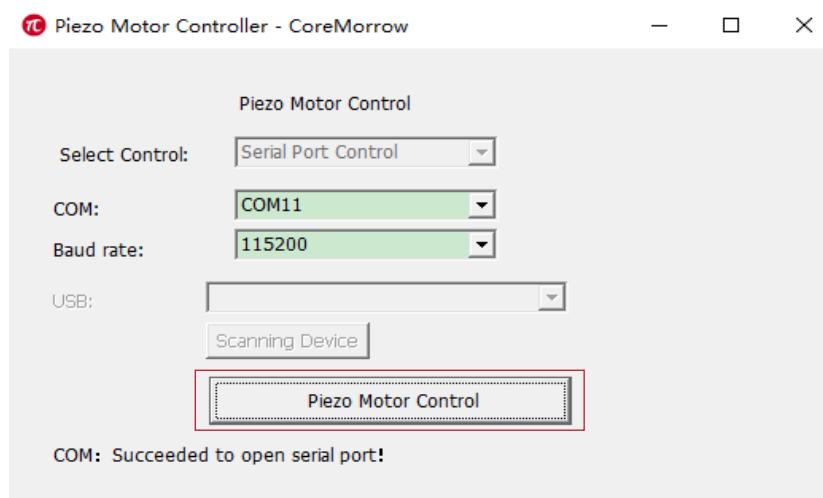 Piezo Motor Controller - CoreMorrow
Piezo Motor Control
Select Control: Serial Port Control
COM: COM11
Baud rate: 115200
USB:
Scanning Device
Piezo Motor Control
COM：Succeeded to open serial port!